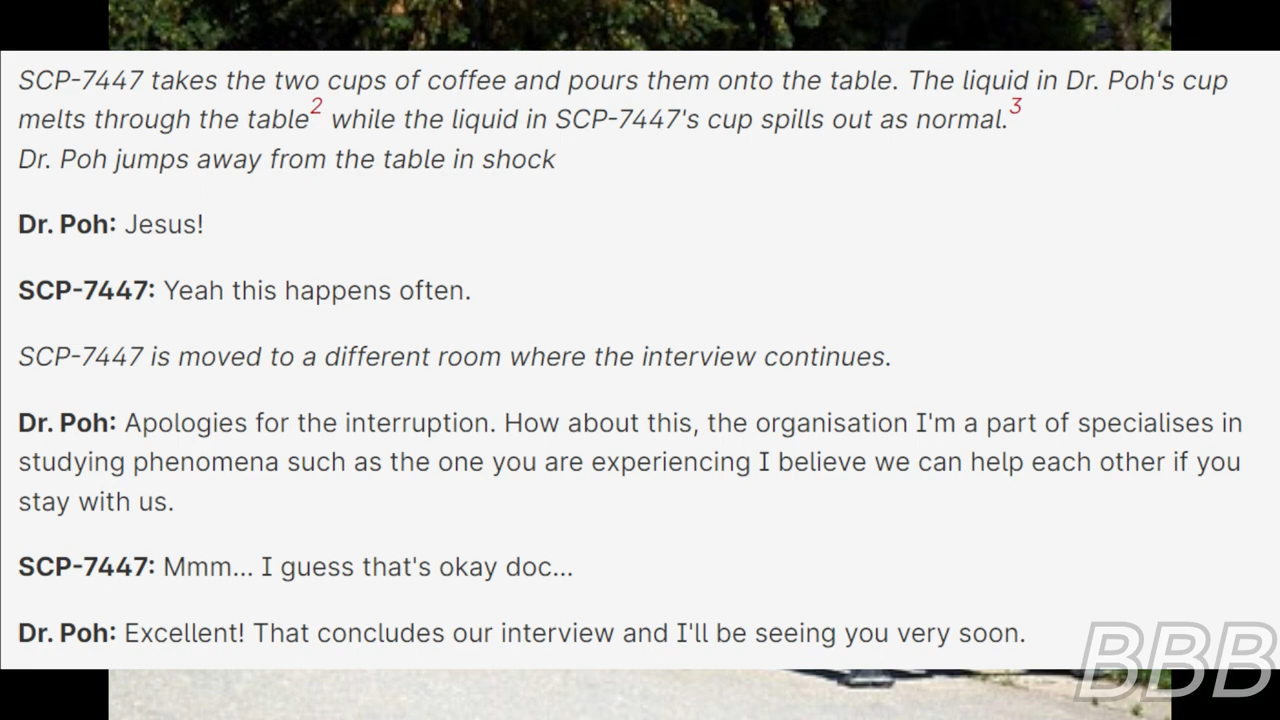 SCP-7447 takes the two cups of coffee and pours them onto the table. The liquid in Dr. Poh's cup
melts through the table2 while the liquid in SCP-7447's cup spills out as normal.3
Dr. Poh jumps away from the table in shock
Dr. Poh: Jesus!
SCP-7447: Yeah this happens often.
SCP-7447 is moved to a different room where the interview continues.
Dr. Poh: Apologies for the interruption. How about this, the organisation I'm a part of specialises in
studying phenomena such as the one you are experiencing I believe we can help each other if you
stay with us.
SCP-7447: Mmm... I guess that's okay doc...
Dr. Poh: Excellent! That concludes our interview and I'll be seeing you very soon.
BBB